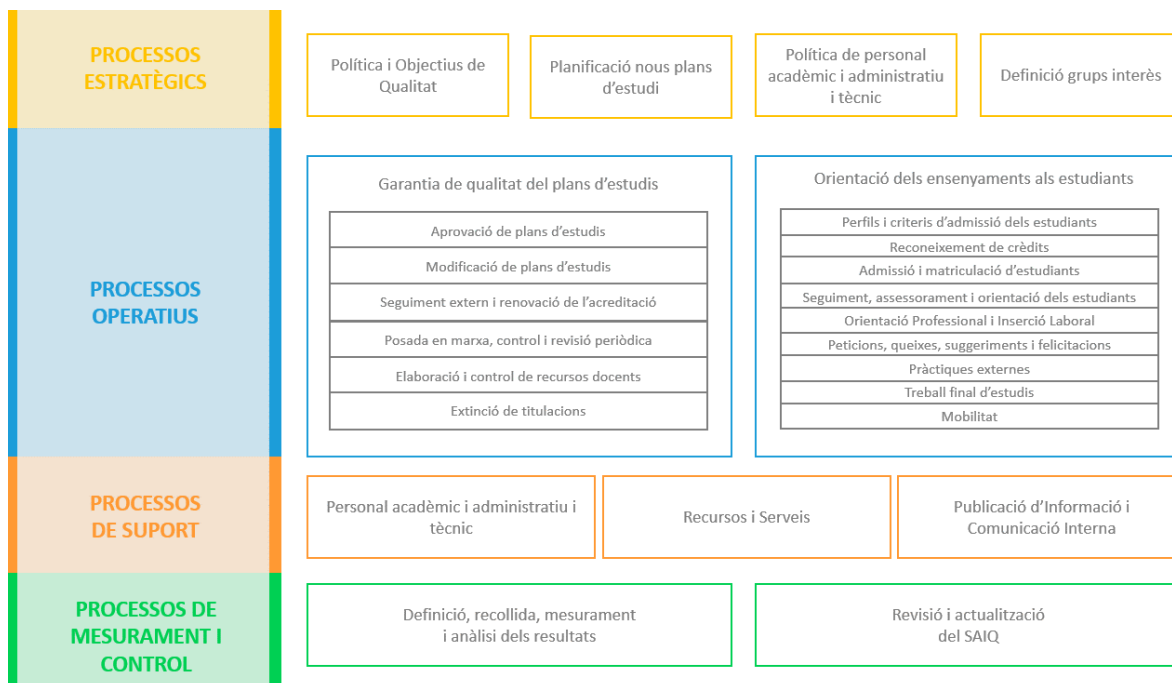 PROCESSOS
ESTRATÈGICS
Política i Objectius de
Qualitat
Planificació nous plans
d'estudi
Política de personal
acadèmic i administratiu
i tècnic
Definició grups interès
PROCESSOS
OPERATIUS
Garantia de qualitat del plans d'estudis
Aprovació de plans d'estudis
Modificació de plans d'estudis
Seguiment extern i renovació de l'acreditació
Posada en marxa, control i revisió periòdica
Elaboració i control de recursos docents
Extinció de titulacions
Orientació dels ensenyaments als estudiants
Perfils i criteris d'admissió dels estudiants
Reconeixement de crèdits
Admissió i matriculació d'estudiants
Seguiment, assessorament i orientació dels estudiants
Orientació Professional i Inserció Laboral
Peticions, queixes, suggeriments i felicitacions
Pràctiques externes
Treball final d'estudis
Mobilitat
PROCESSOS
DE SUPORT
Personal acadèmic i administratiu i
tècnic
Recursos i Serveis
Publicació d'Informació i
Comunicació Interna
PROCESSOS DE
MESURAMENT I
CONTROL
Definició, recollida, mesurament
i anàlisi dels resultats
Revisió i actualització
del SAIQ